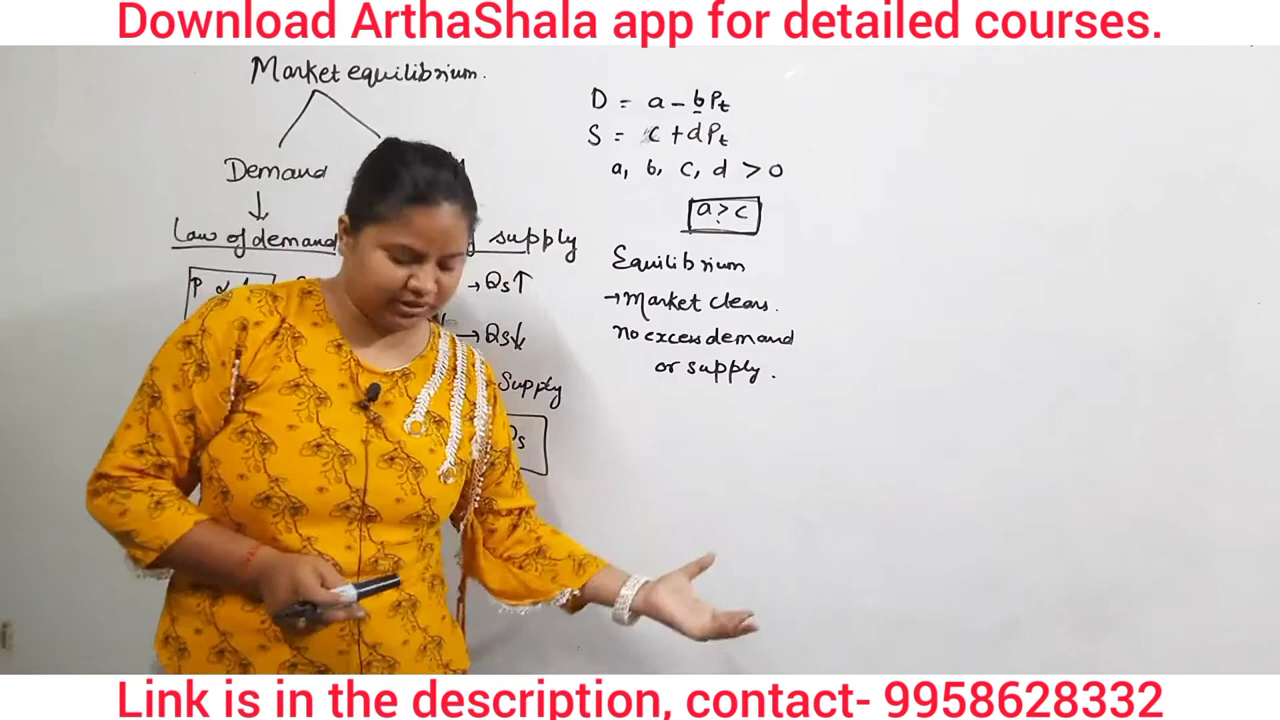 Download ArthaShala app for detailed courses.
Market equilibrium.
Demand
Law of demand
supply
P α
→ Qs↑
→ Qs↓
Supply
D = a - bPt
S = c + dPt
a, b, c, d > 0
a > c
Equilibrium
→ Market clears.
no excess demand
or supply.
Link is in the description, contact- 9958628332